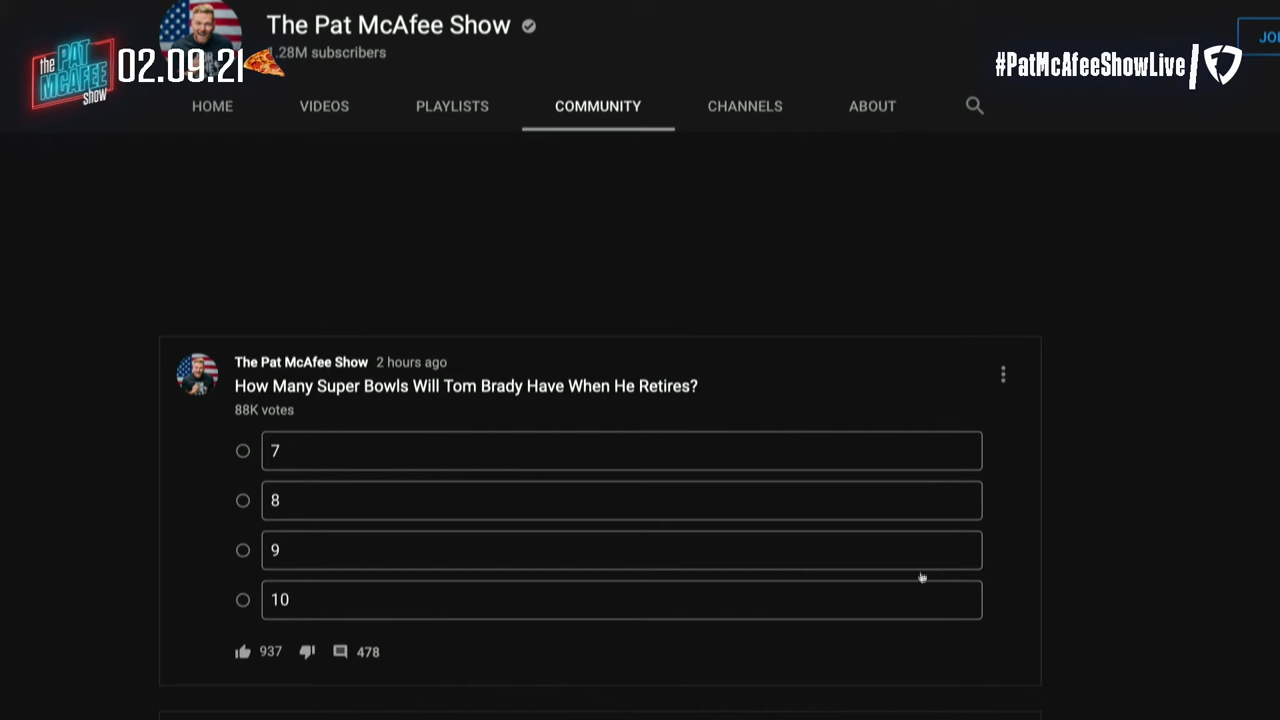 The Pat McAfee Show
1.28M subscribers
the PAT MCAFEE show
02.09.21
#PatMcAfeeShowLive
JOI
HOME VIDEOS PLAYLISTS COMMUNITY CHANNELS ABOUT
The Pat McAfee Show 2 hours ago
How Many Super Bowls Will Tom Brady Have When He Retires?
88K votes
7
8
9
10
937 478